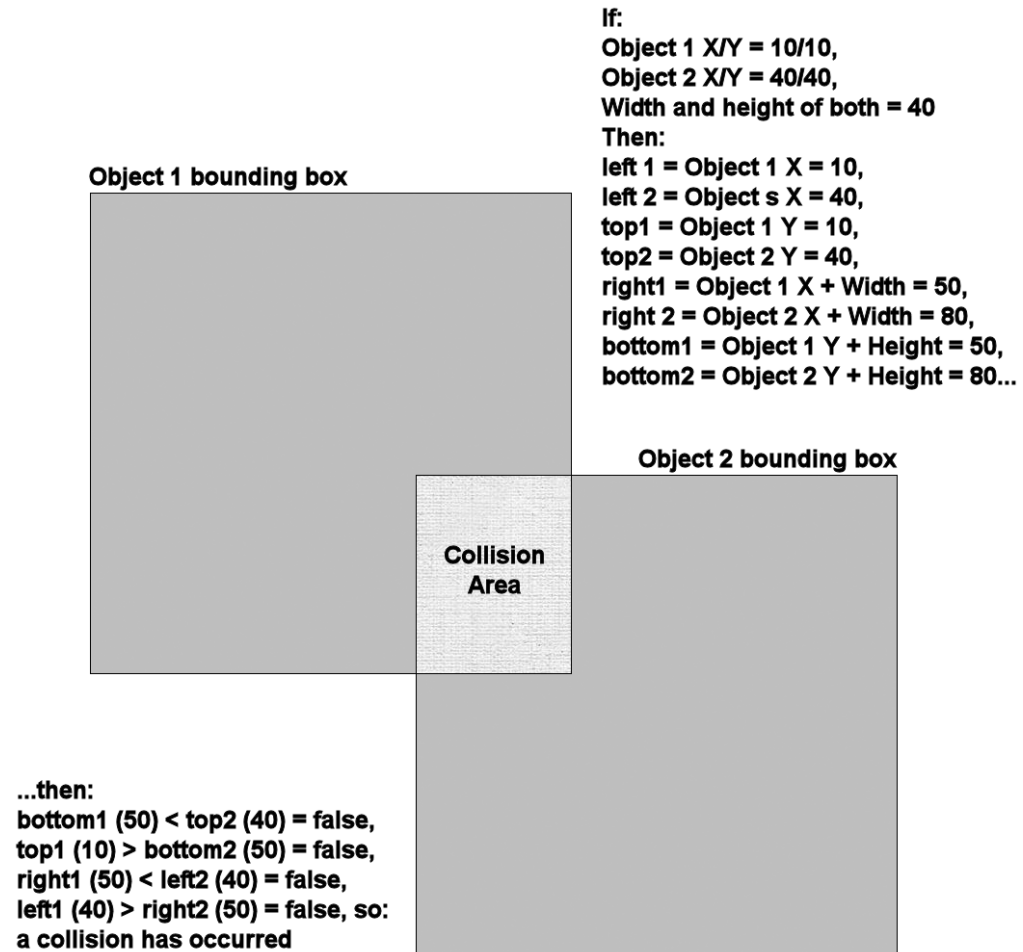 If:
Object 1 X/Y = 10/10,
Object 2 X/Y = 40/40,
Width and height of both = 40
Then:
left 1 = Object 1 X = 10,
left 2 = Object s X = 40,
top1 = Object 1 Y = 10,
top2 = Object 2 Y = 40,
right1 = Object 1 X + Width = 50,
right 2 = Object 2 X + Width = 80,
bottom1 = Object 1 Y + Height = 50,
bottom2 = Object 2 Y + Height = 80...
Object 1 bounding box
Object 2 bounding box
Collision
Area
...then:
bottom1 (50) < top2 (40) = false,
top1 (10) > bottom2 (50) = false,
right1 (50) < left2 (40) = false,
left1 (40) > right2 (50) = false, so:
a collision has occurred